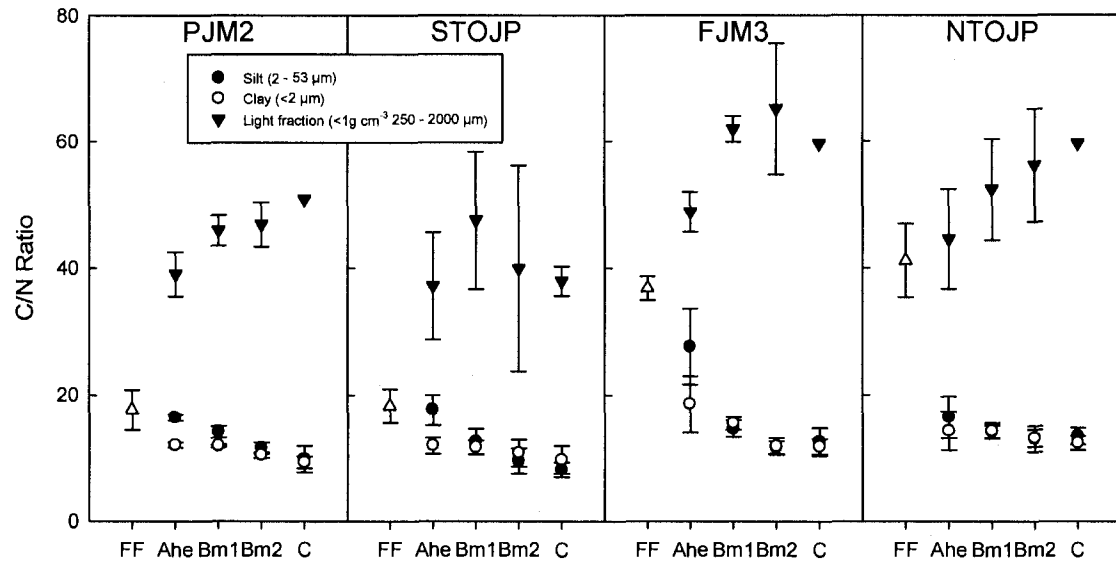 80
60
40
20
0
C/N Ratio
PJM2
STOJP
FJM3
NTOJP
Silt (2 - 53 µm)
Clay (<2 µm)
Light fraction (<1g cm⁻³ 250 - 2000 µm)
FF Ahe Bm1 Bm2 C
FF Ahe Bm1 Bm2 C
FF Ahe Bm1 Bm2 C
FF Ahe Bm1 Bm2 C